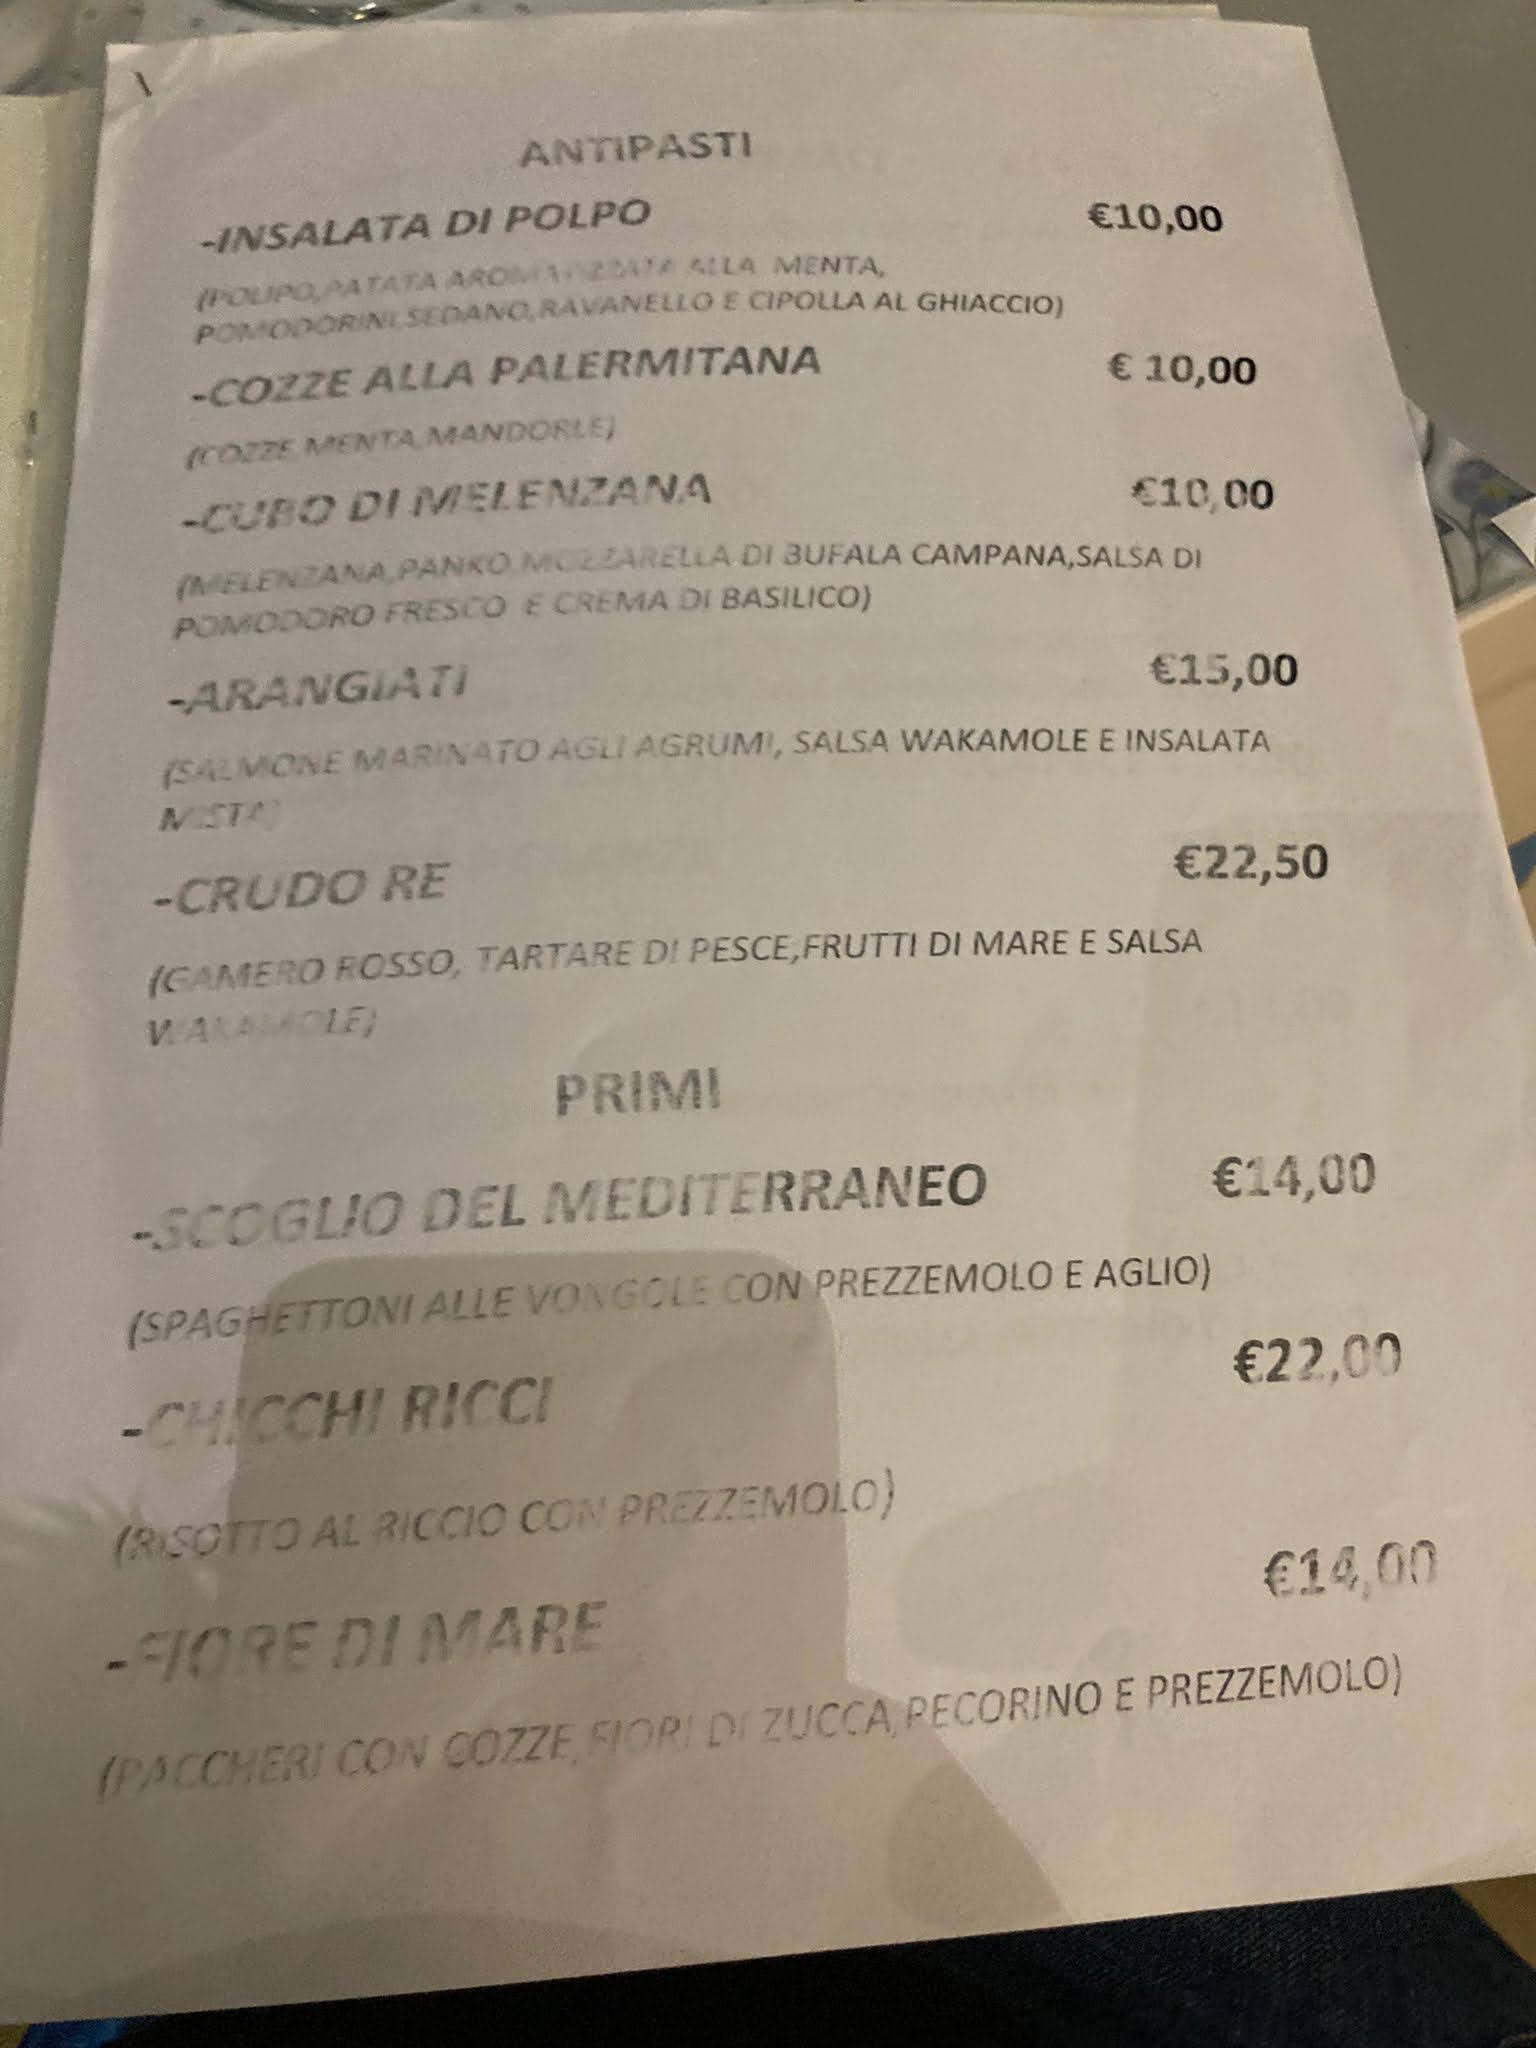 ANTIPASTI
-INSALATA DI POLPO €10,00
(POLIPO,PATATA AROMATIZZATA ALLA MENTA,
POMODORINI,SEDANO,RAVANELLO E CIPOLLA AL GHIACCIO)
-COZZE ALLA PALERMITANA € 10,00
(COZZE,MENTA,MANDORLE)
-CUBO DI MELENZANA €10,00
(MELENZANA,PANKO,MOZZARELLA DI BUFALA CAMPANA,SALSA DI
POMODORO FRESCO E CREMA DI BASILICO)
-ARANGIATI €15,00
(SALMONE MARINATO AGLI AGRUMI, SALSA WAKAMOLE E INSALATA
MISTA)
-CRUDO RE €22,50
(GAMERO ROSSO, TARTARE DI PESCE,FRUTTI DI MARE E SALSA
WAKAMOLE)
PRIMI
-SCOGLIO DEL MEDITERRANEO €14,00
(SPAGHETTONI ALLE VONGOLE CON PREZZEMOLO E AGLIO)
-CHICCHI RICCI €22,00
(RISOTTO AL RICCIO CON PREZZEMOLO)
-FIORE DI MARE €14,00
(PACCHERI CON COZZE,FIORI DI ZUCCA,PECORINO E PREZZEMOLO)